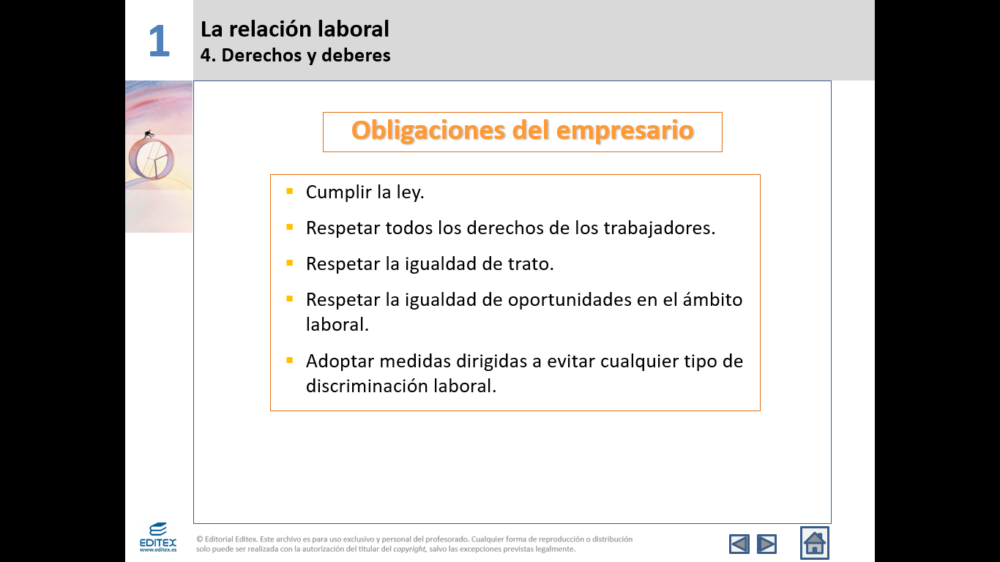 1
La relación laboral
4. Derechos y deberes
Obligaciones del empresario
Cumplir la ley.
Respetar todos los derechos de los trabajadores.
Respetar la igualdad de trato.
Respetar la igualdad de oportunidades en el ámbito
laboral.
Adoptar medidas dirigidas a evitar cualquier tipo de
discriminación laboral.
EDITEX
www.editex.es
© Editorial Editex. Este archivo es para uso exclusivo y personal del profesorado. Cualquier forma de reproducción o distribución
solo puede ser realizada con la autorización del titular del copyright, salvo las excepciones previstas legalmente.